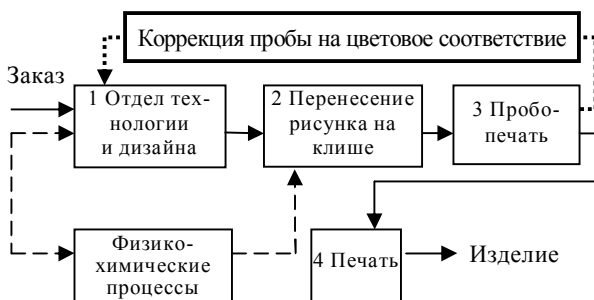 Коррекция пробы на цветовое соответствие
Заказ
1 Отдел тех-
нологии
и дизайна
2 Перенесение
рисунка на
клише
3 Пробо-
печать
Физико-
химические
процессы
4 Печать
Изделие